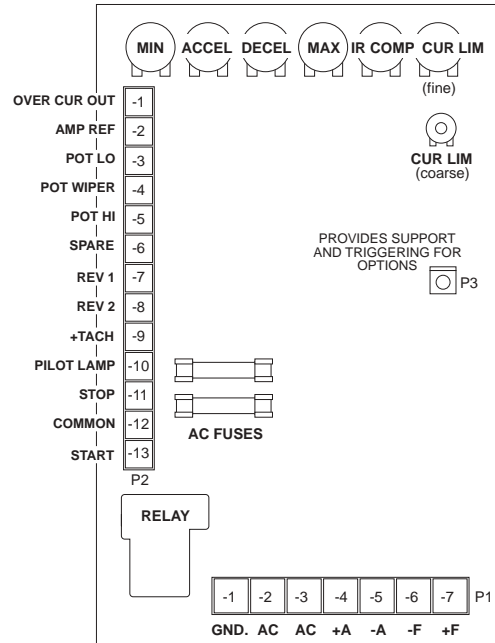 MIN ACCEL DECEL MAX IR COMP CUR LIM
(fine)
CUR LIM
(coarse)
OVER CUR OUT -1
AMP REF -2
POT LO -3
POT WIPER -4
POT HI -5
SPARE -6
REV 1 -7
REV 2 -8
+TACH -9
PILOT LAMP -10
STOP -11
COMMON -12
START -13
P2
PROVIDES SUPPORT
AND TRIGGERING FOR
OPTIONS
P3
AC FUSES
RELAY
-1 -2 -3 -4 -5 -6 -7 P1
GND. AC AC +A -A -F +F